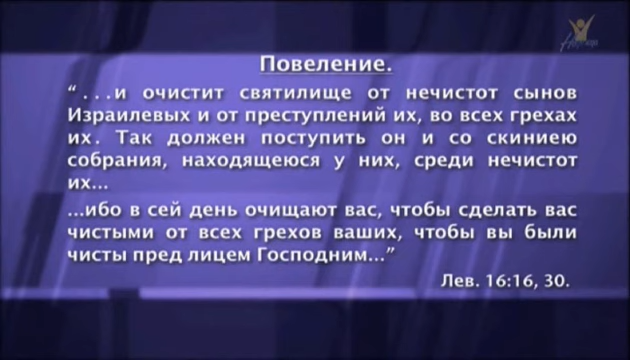 Надежда
Повеление.
“...и очистит святилище от нечистот сынов
Израилевых и от преступлений их, во всех грехах
их. Так должен поступить он и со скиниею
собрания, находящеюся у них, среди нечистот
их...
...ибо в сей день очищают вас, чтобы сделать вас
чистыми от всех грехов ваших, чтобы вы были
чисты пред лицем Господним...”
Лев. 16:16, 30.